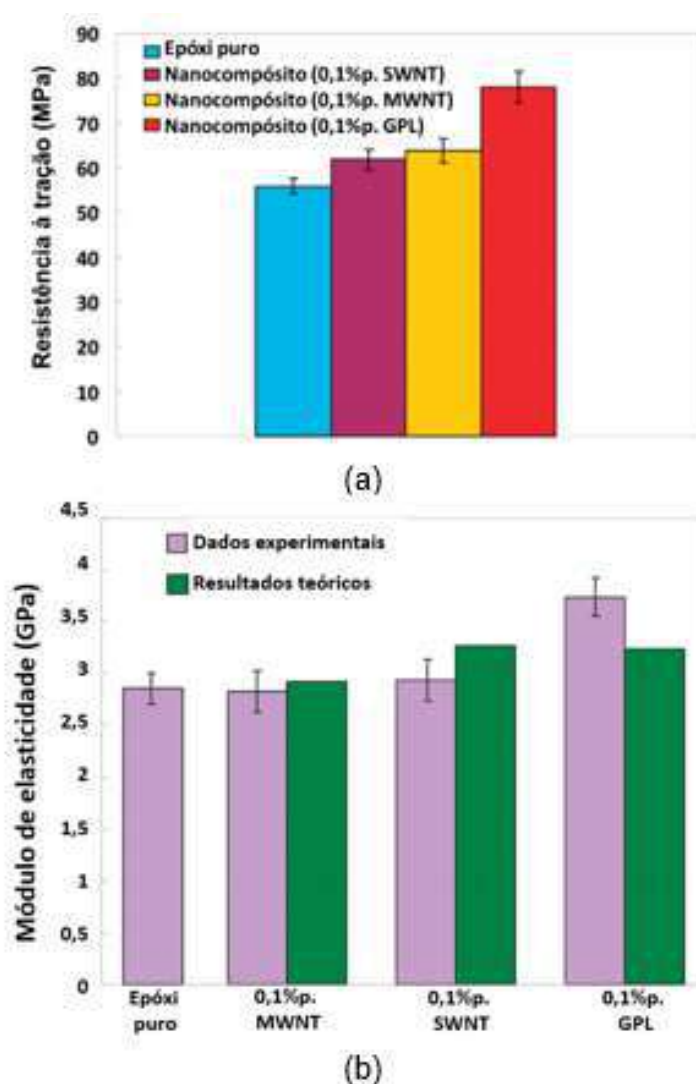 90
80
70
60
50
40
30
20
10
0
Resistência à tração (MPa)
Epóxi puro
Nanocompósito (0,1%p. SWNT)
Nanocompósito (0,1%p. MWNT)
Nanocompósito (0,1%p. GPL)
(a)
4,5
4
3,5
3
2,5
2
1,5
1
0,5
0
Módulo de elasticidade (GPa)
Dados experimentais
Resultados teóricos
Epóxi
puro
0,1%p.
MWNT
0,1%p.
SWNT
0,1%p.
GPL
(b)